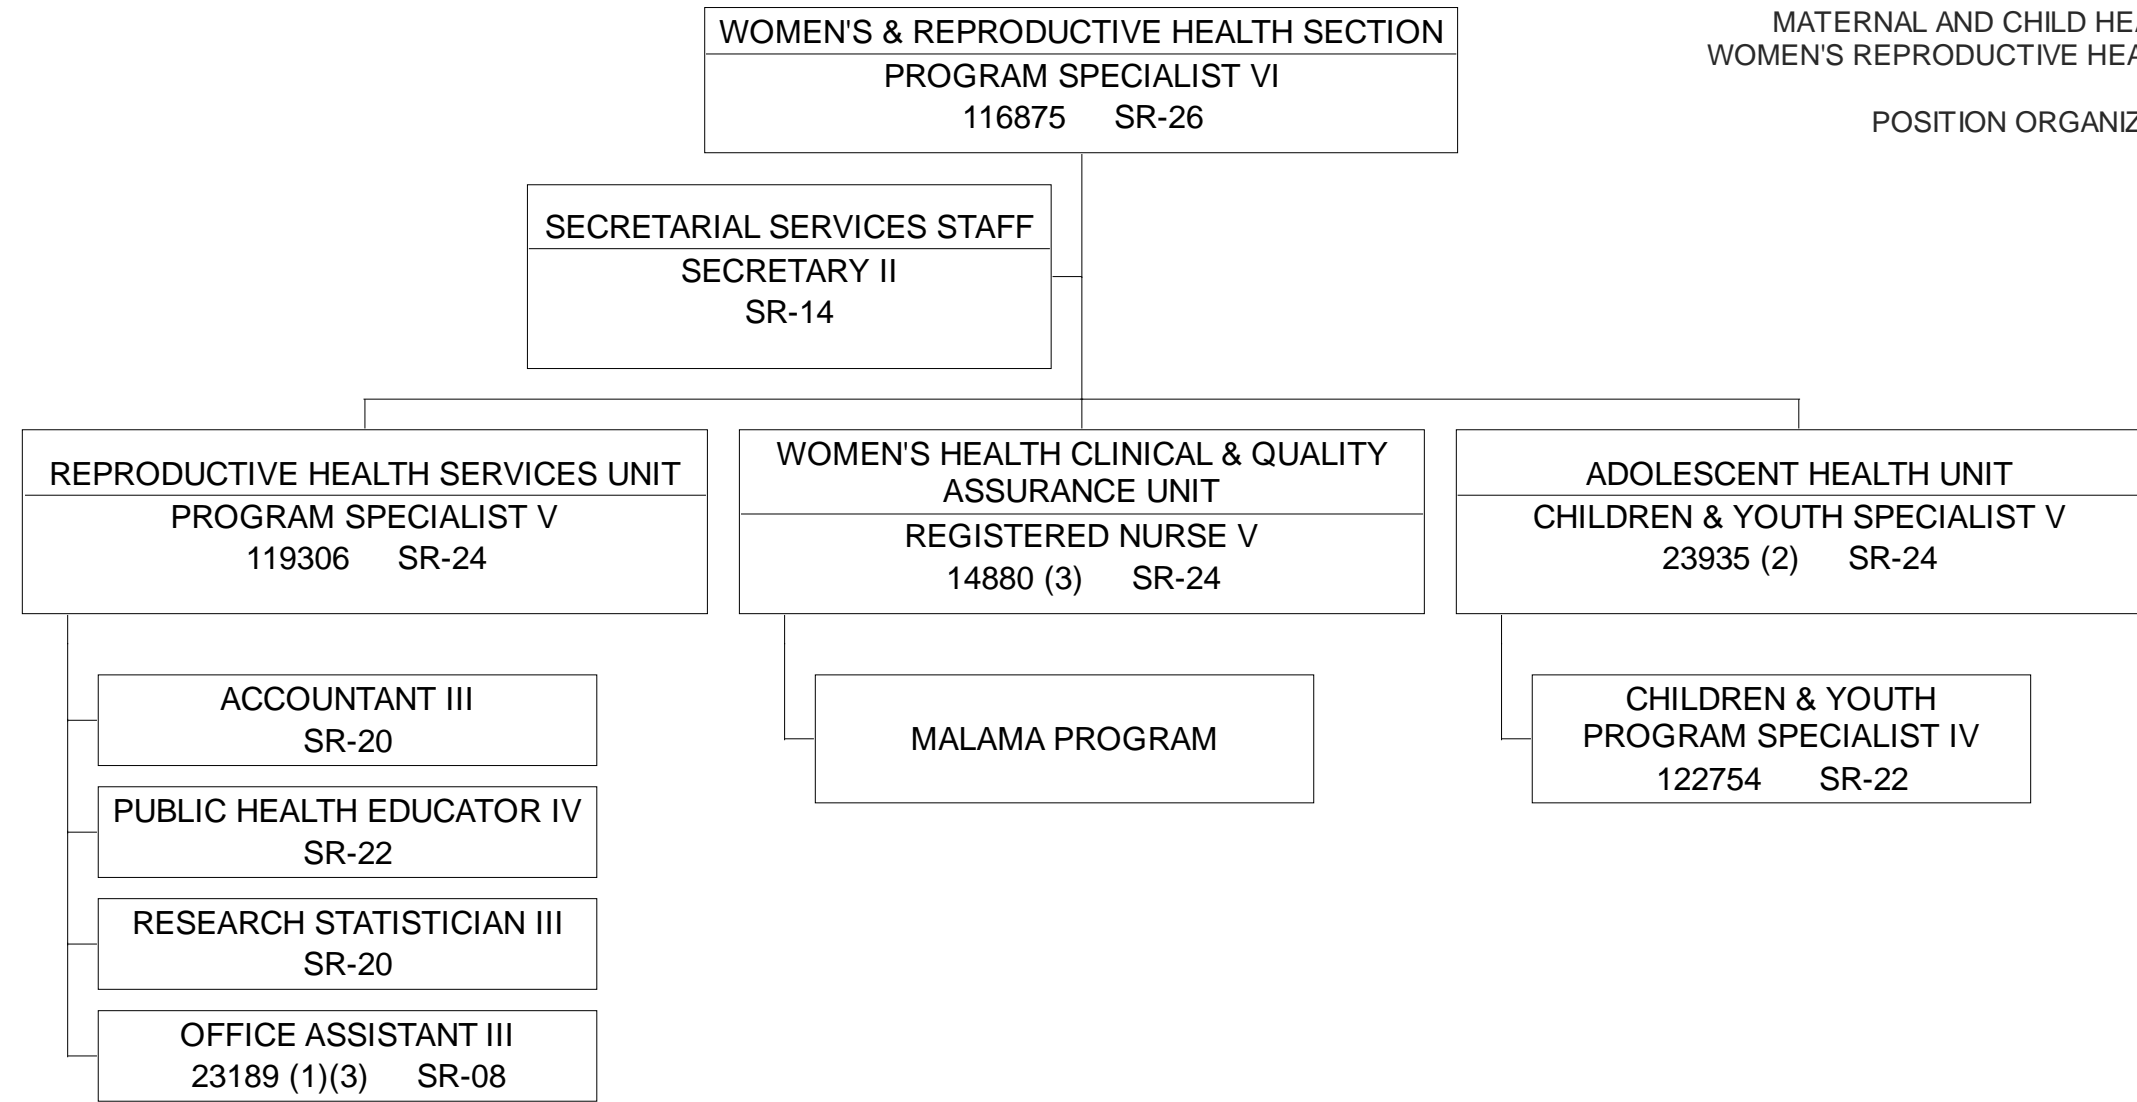 WOMEN'S & REPRODUCTIVE HEALTH SECTION
PROGRAM SPECIALIST VI
116875 SR-26
MATERNAL AND CHILD
WOMEN'S REPRODUCTIVE
POSITION
SECRETARIAL SERVICES STAFF
SECRETARY II
SR-14
REPRODUCTIVE HEALTH SERVICES UNIT
PROGRAM SPECIALIST V
119306 SR-24
WOMEN'S HEALTH CLINICAL & QUALITY
ASSURANCE UNIT
REGISTERED NURSE V
14880 (3) SR-24
ADOLESCENT HEALTH UNIT
CHILDREN & YOUTH SPECIALIST V
23935 (2) SR-24
ACCOUNTANT III
SR-20
PUBLIC HEALTH EDUCATOR IV
SR-22
RESEARCH STATISTICIAN III
SR-20
OFFICE ASSISTANT III
23189 (1)(3) SR-08
MALAMA PROGRAM
CHILDREN & YOUTH
PROGRAM SPECIALIST IV
122754 SR-22